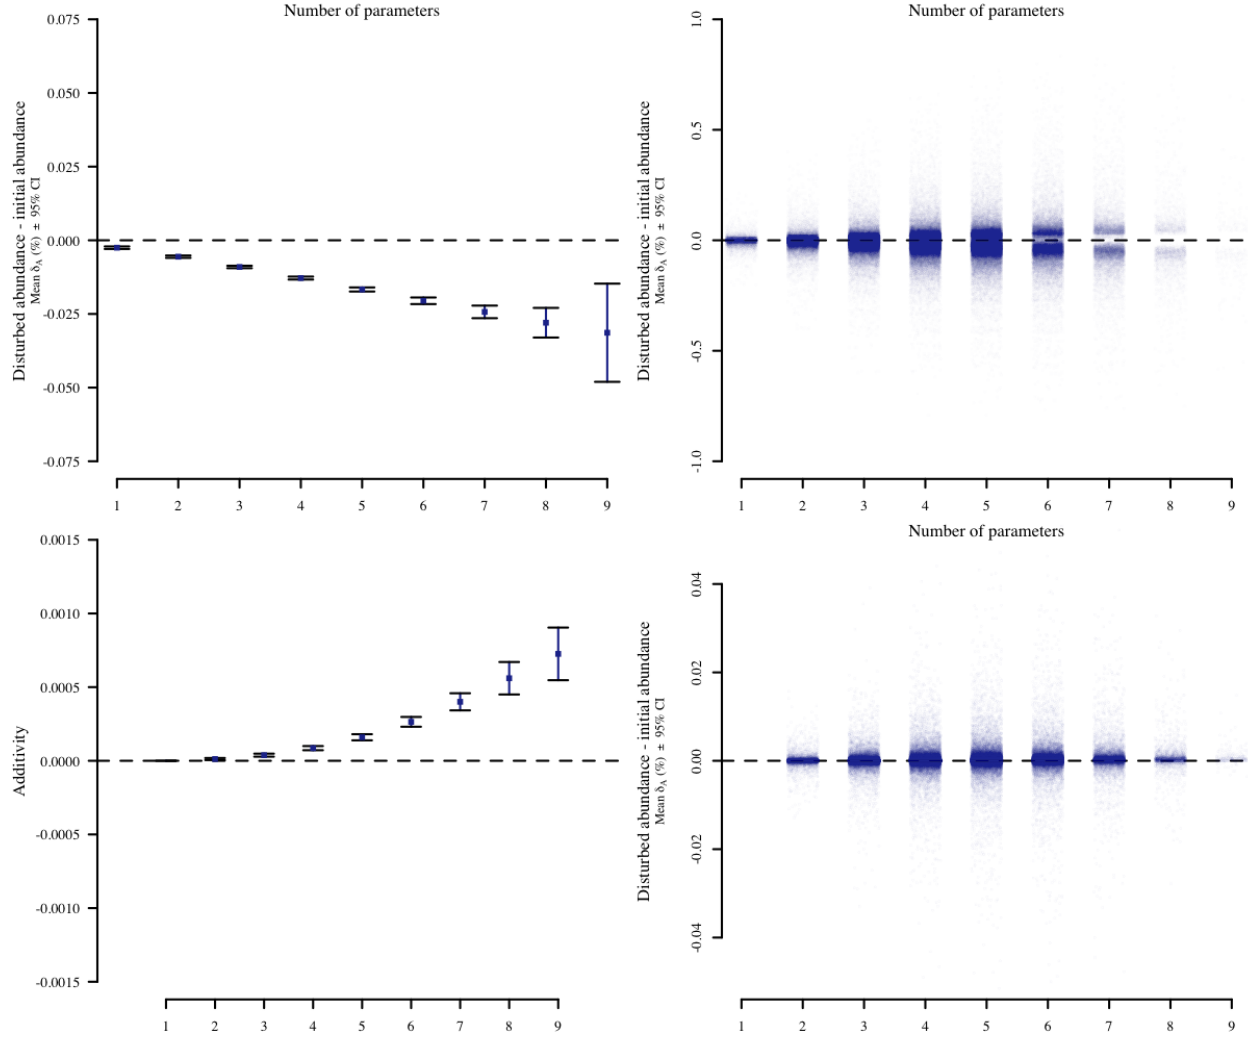 Number of parameters
0.075
0.050
0.025
0.000
-0.025
-0.050
-0.075
Disturbed abundance - initial abundance
Mean δA (%) ± 95% CI
1 2 3 4 5 6 7 8 9
Number of parameters
1.0
0.5
0.0
-0.5
-1.0
Disturbed abundance - initial abundance
Mean δA (%) ± 95% CI
1 2 3 4 5 6 7 8 9
0.0015
0.0010
0.0005
0.0000
-0.0005
-0.0010
-0.0015
Additivity
1 2 3 4 5 6 7 8 9
Number of parameters
0.04
0.02
0.00
-0.02
-0.04
Disturbed abundance - initial abundance
Mean δA (%) ± 95% CI
1 2 3 4 5 6 7 8 9